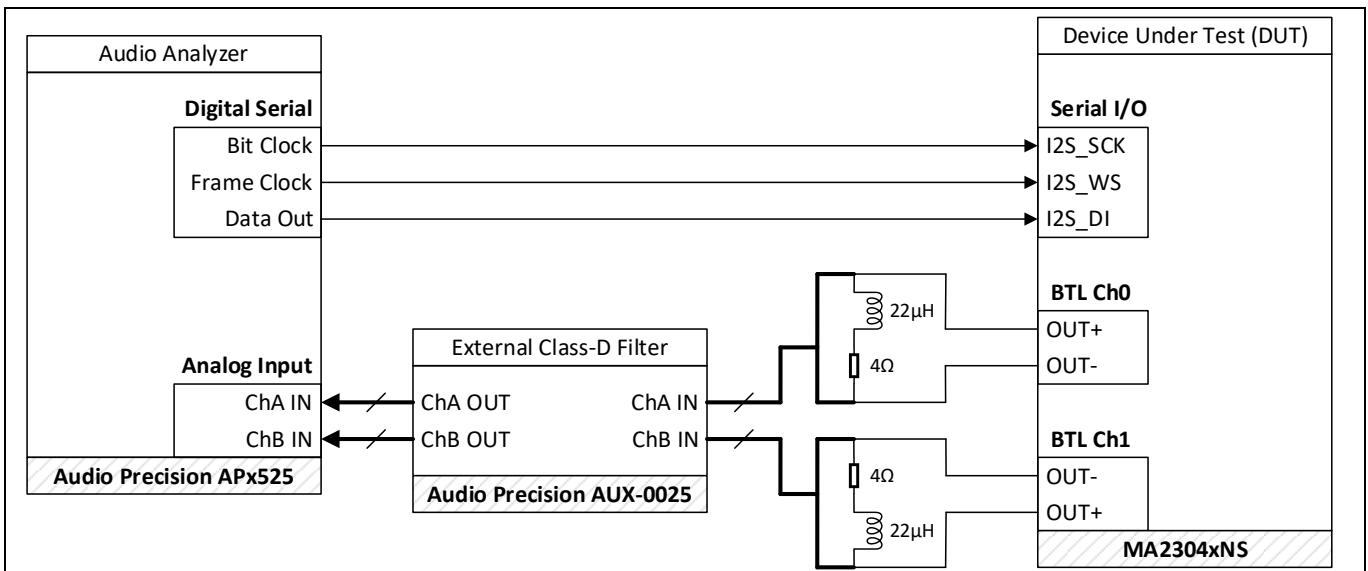 Audio Analyzer
Digital Serial
Bit Clock
Frame Clock
Data Out
Analog Input
ChA IN
ChB IN
Audio Precision APx525
External Class-D Filter
ChA OUT
ChA IN
ChB OUT
ChB IN
Audio Precision AUX-0025
22µH
4Ω
4Ω
22µH
Device Under Test (DUT)
Serial I/O
I2S_SCK
I2S_WS
I2S_DI
BTL Ch0
OUT+
OUT-
BTL Ch1
OUT-
OUT+
MA2304xNS